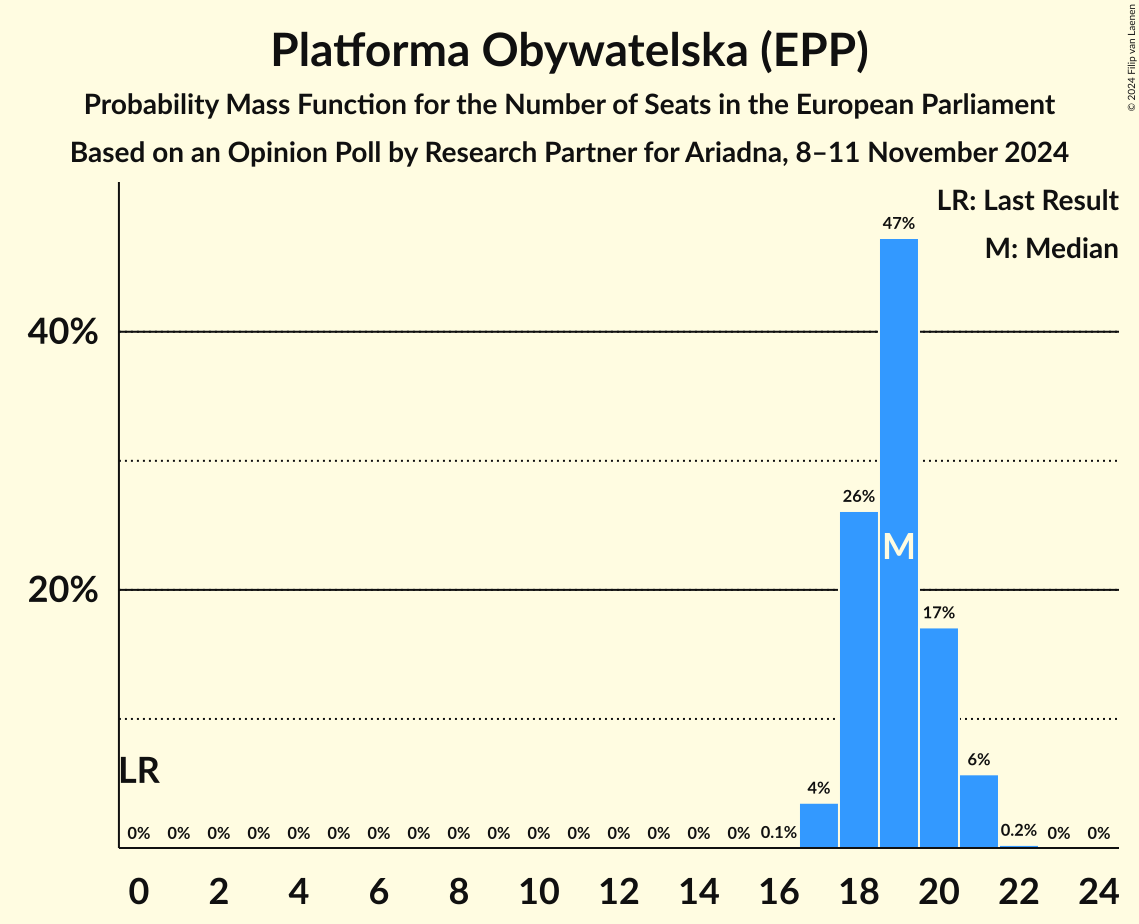 Platforma Obywatelska (EPP)
Probability Mass Function for the Number of Seats in the European Parliament
Based on an Opinion Poll by Research Partner for Ariadna, 8–11 November 2024
© 2024 Filip van Laenen
LR: Last Result
M: Median
47%
40%
26%
M
20%
17%
LR
6%
4%
0% 0% 0% 0% 0% 0% 0% 0% 0% 0% 0% 0% 0% 0% 0% 0% 0.1% 0.2% 0% 0%
0 2 4 6 8 10 12 14 16 18 20 22 24